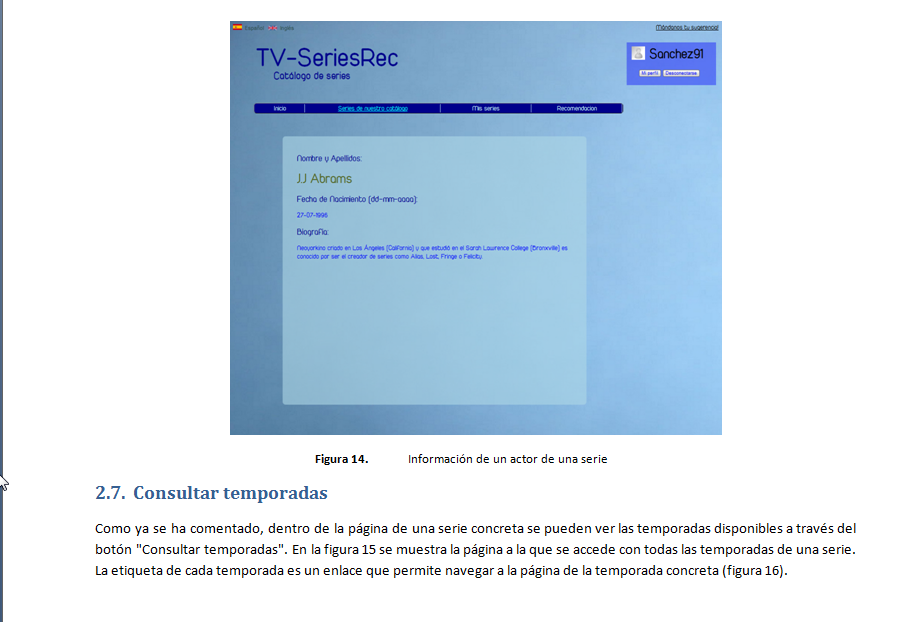 Español - Inglés
Mándanos tu sugerencia!
TV-SeriesRec
Catálogo de series
Sanchez91
Mi perfil Desconectarse
Inicio Series de nuestro catálogo Mis series Recomendacion
Nombre y Apellidos:
J.J Abrams
Fecha de Nacimiento (dd-mm-aaaa):
27-07-1996
Biografía:
Neoyorkino criado en Los Ángeles (California) y que estudió en el Sarah Lawrence College (Bronxville) es
conocido por ser el creador de series como Alias, Lost, Fringe o Felicity
Figura 14. Información de un actor de una serie
2.7. Consultar temporadas
Como ya se ha comentado, dentro de la página de una serie concreta se pueden ver las temporadas disponibles a través del
botón "Consultar temporadas". En la figura 15 se muestra la página a la que se accede con todas las temporadas de una serie.
La etiqueta de cada temporada es un enlace que permite navegar a la página de la temporada concreta (figura 16).